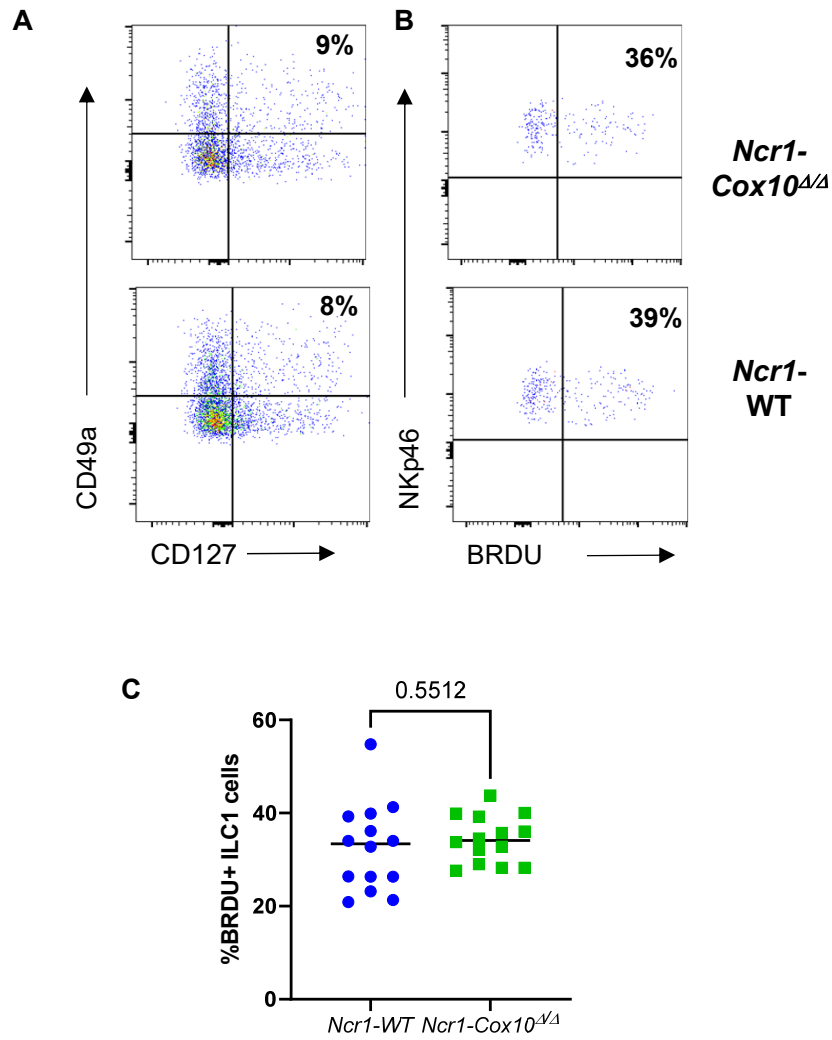 A
B
9%
36%
Ncr1-
Cox10Δ/Δ
8%
39%
Ncr1-
WT
CD49a
NKp46
CD127
BRDU
C
0.5512
60
40
20
0
%BRDU+ ILC1 cells
Ncr1-WT Ncr1-Cox10Δ/Δ